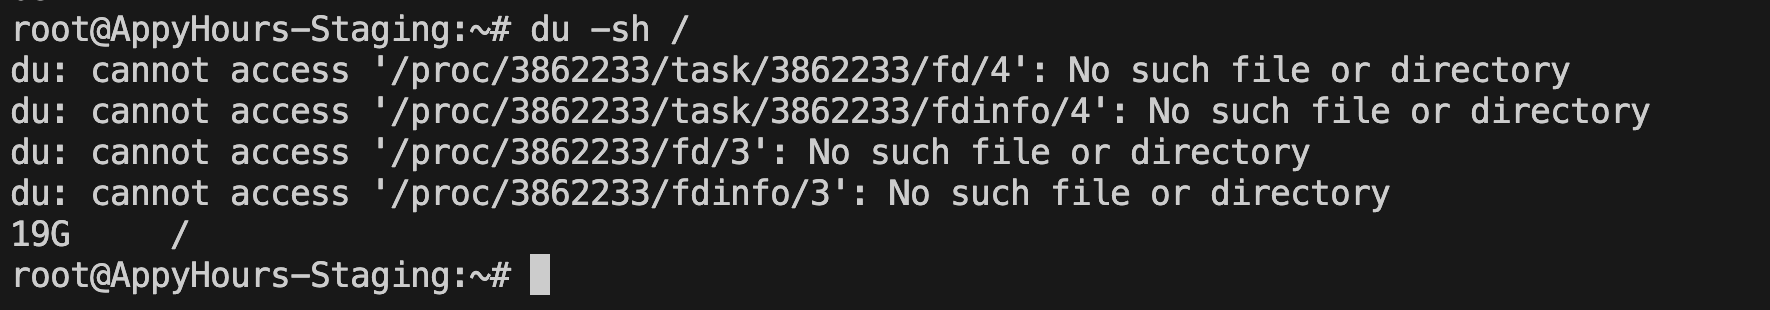 root@AppyHours-Staging:~# du -sh /
du: cannot access '/proc/3862233/task/3862233/fd/4': No such file or directory
du: cannot access '/proc/3862233/task/3862233/fdinfo/4': No such file or directory
du: cannot access '/proc/3862233/fd/3': No such file or directory
du: cannot access '/proc/3862233/fdinfo/3': No such file or directory
19G     /
root@AppyHours-Staging:~#